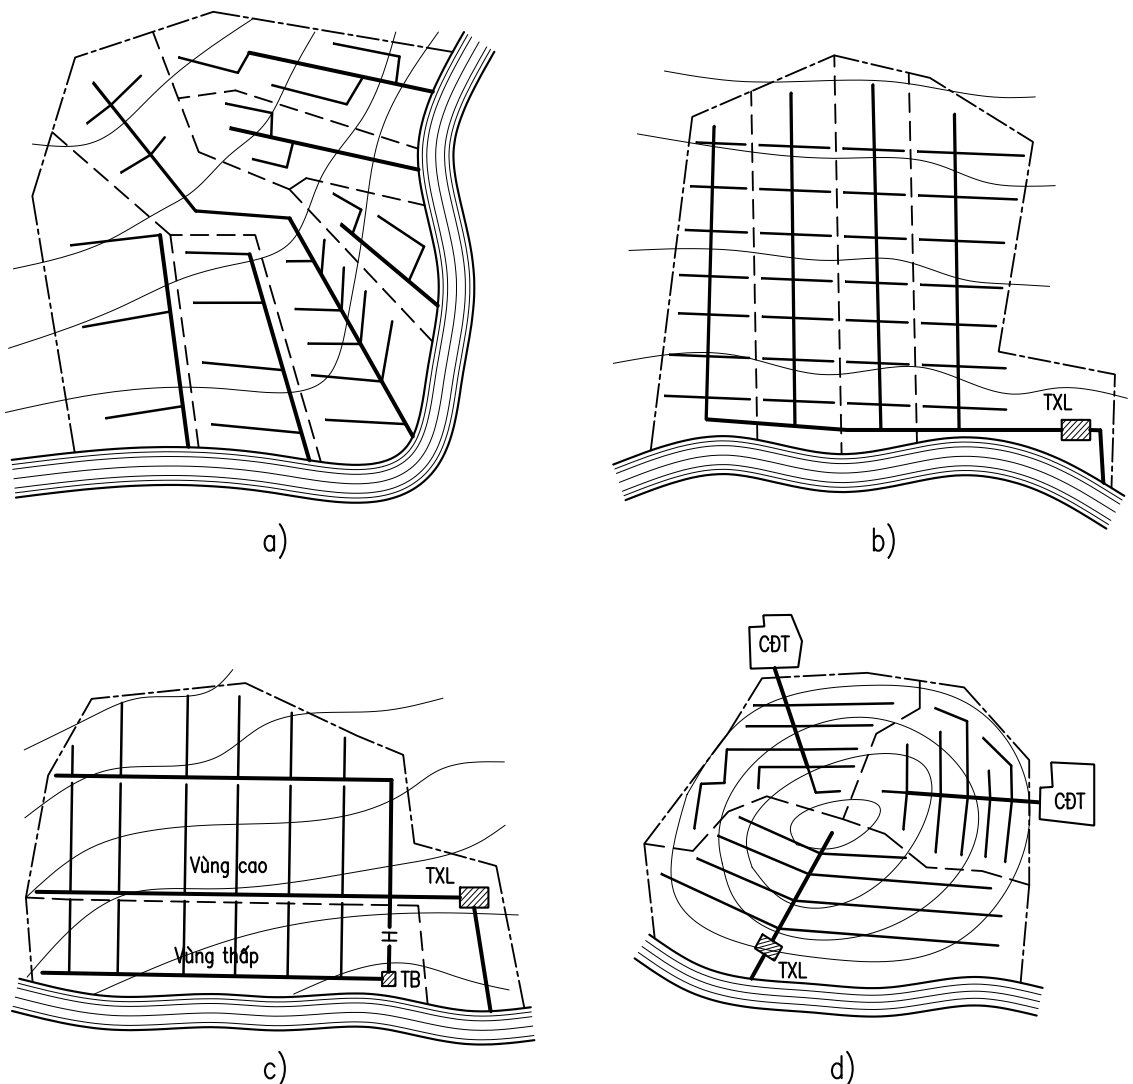 TXL
a)
b)
CĐT
CĐT
Vùng cao
TXL
Vùng thấp
TB
TXL
c)
d)